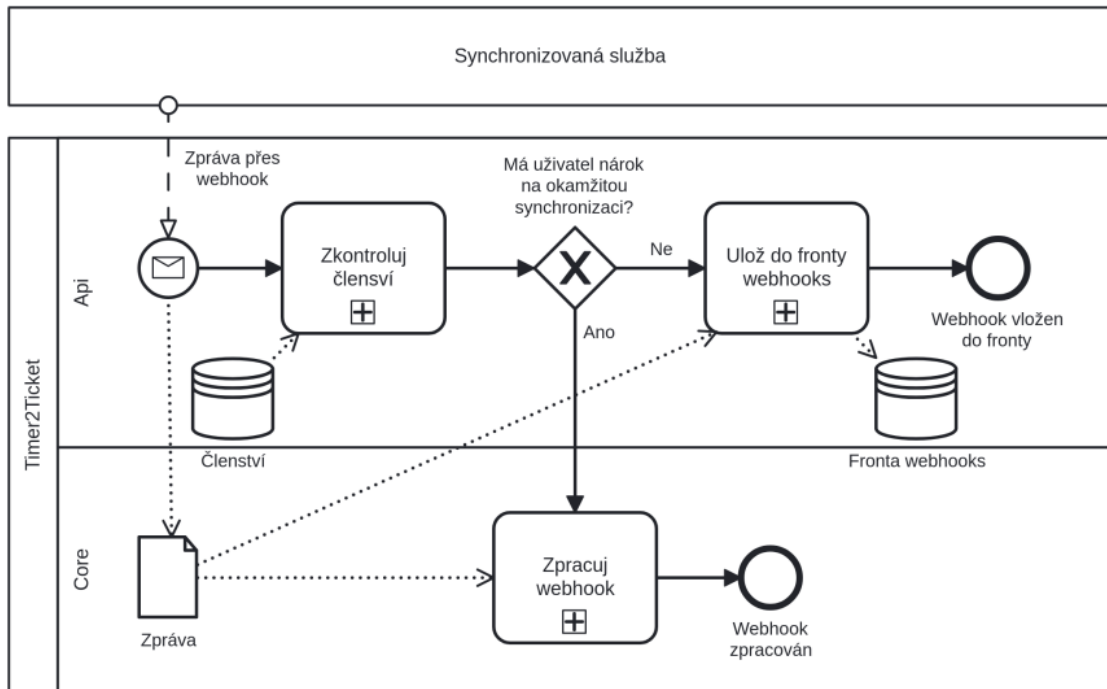 Synchronizovaná služba
Zpráva přes
webhook
Má uživatel nárok
na okamžitou
synchronizaci?
Timer2Ticket
Api
Zkontroluj
člensví
Ne
Ulož do fronty
webhooks
Webhook vložen
do fronty
Ano
Členství
Fronta webhooks
Core
Zpráva
Zpracuj
webhook
Webhook
zpracován